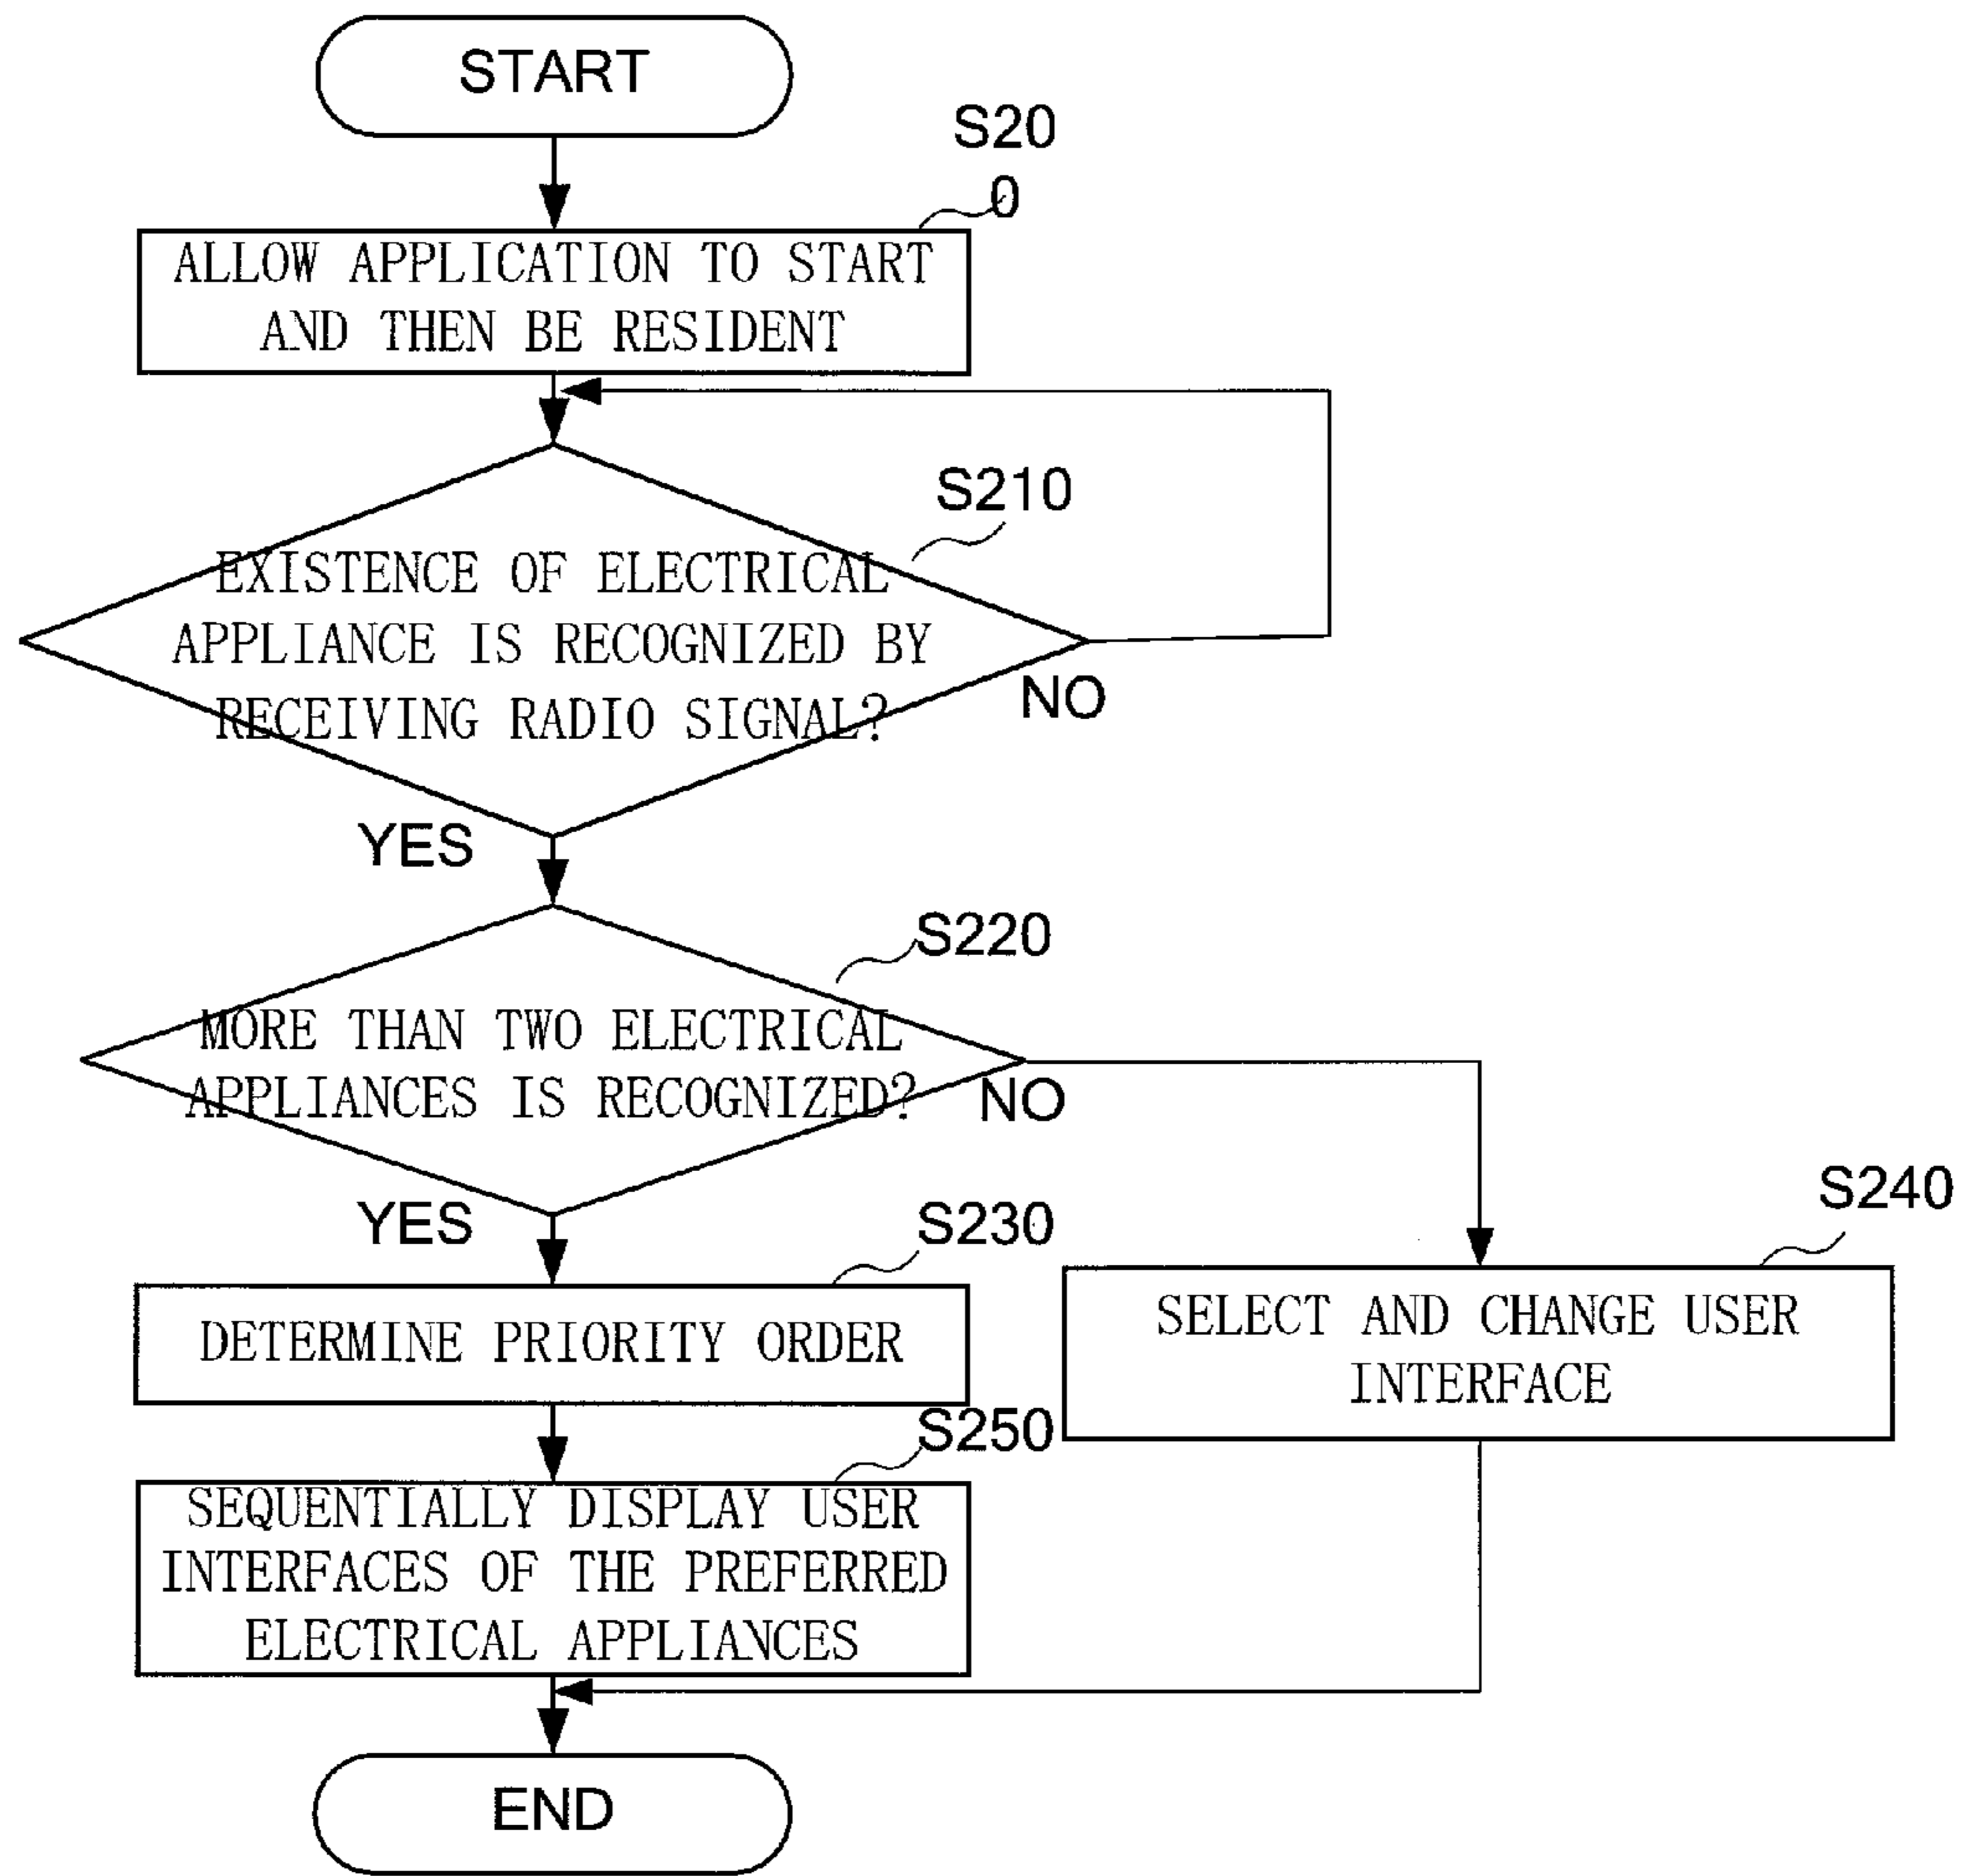 START
S20
0
ALLOW APPLICATION TO START
AND THEN BE RESIDENT
S210
EXISTENCE OF ELECTRICAL
APPLIANCE IS RECOGNIZED BY
RECEIVING RADIO SIGNAL?
NO
YES
S220
MORE THAN TWO ELECTRICAL
APPLIANCES IS RECOGNIZED?
NO
YES
S230
DETERMINE PRIORITY ORDER
S240
SELECT AND CHANGE USER
INTERFACE
S250
SEQUENTIALLY DISPLAY USER
INTERFACES OF THE PREFERRED
ELECTRICAL APPLIANCES
END